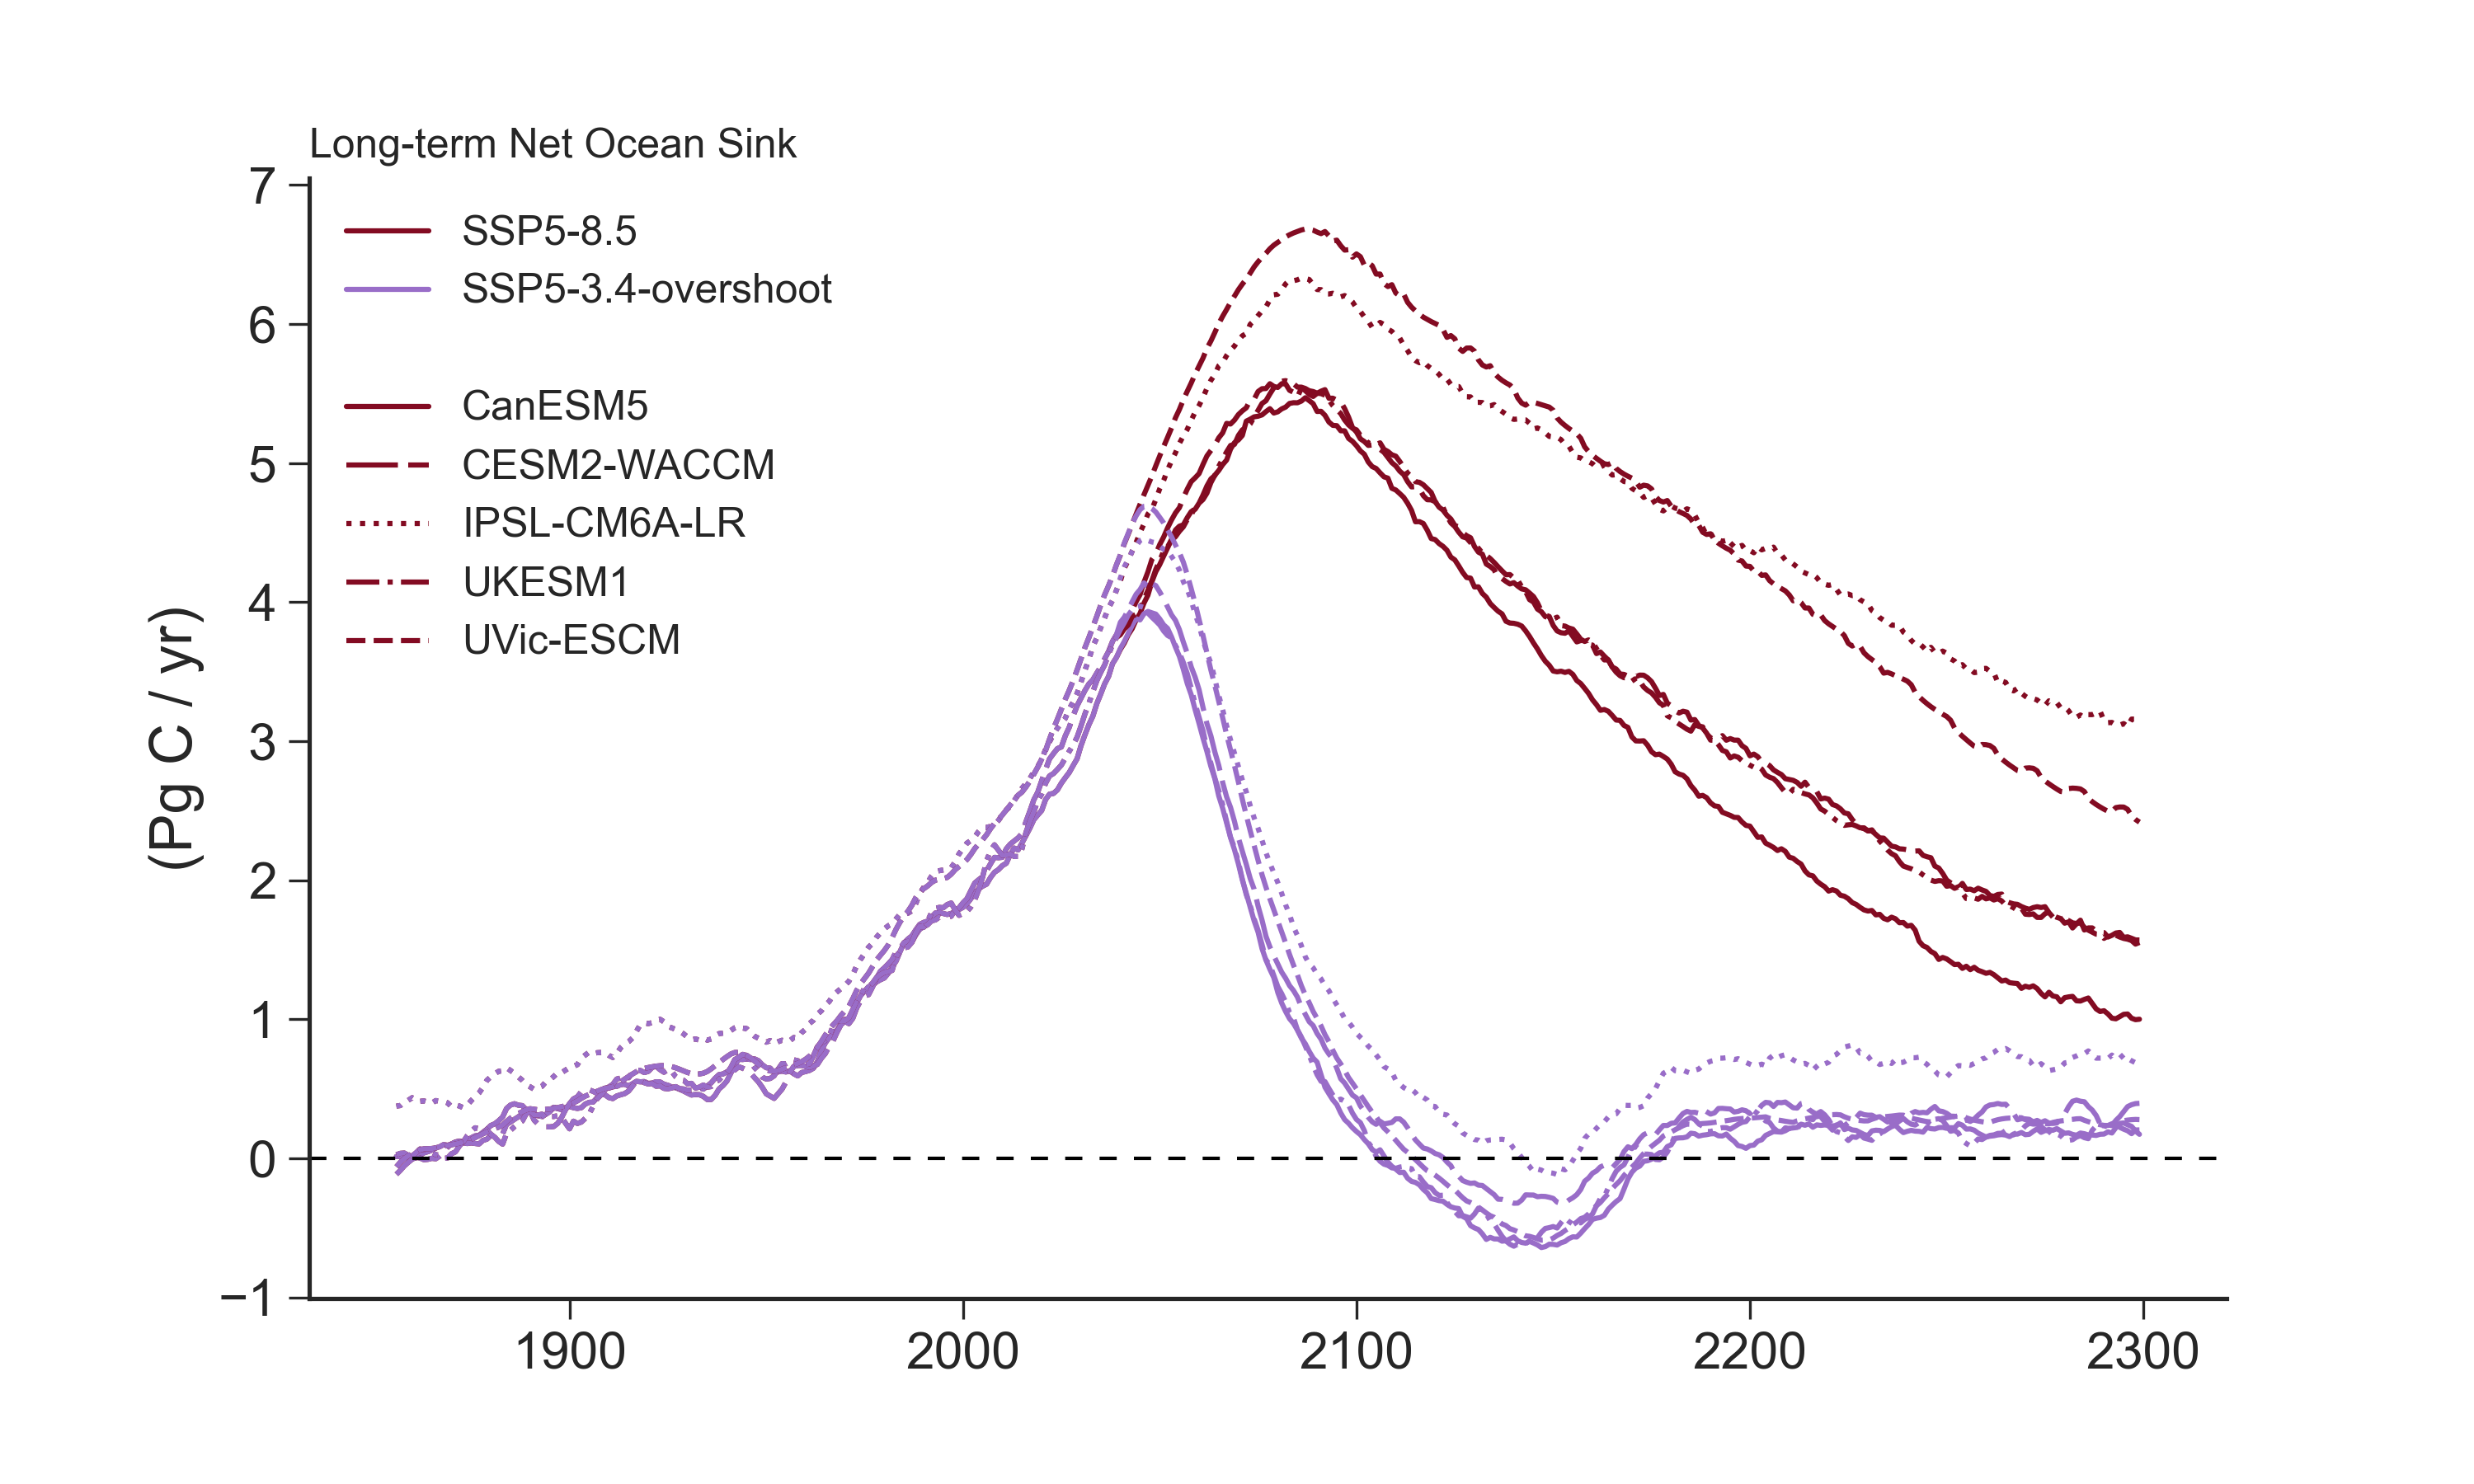 Long-term Net Ocean Sink
7
6
5
4
3
2
1
0
−1
(Pg C / yr)
SSP5-8.5
SSP5-3.4-overshoot
CanESM5
CESM2-WACCM
IPSL-CM6A-LR
UKESM1
UVic-ESCM
1900 2000 2100 2200 2300